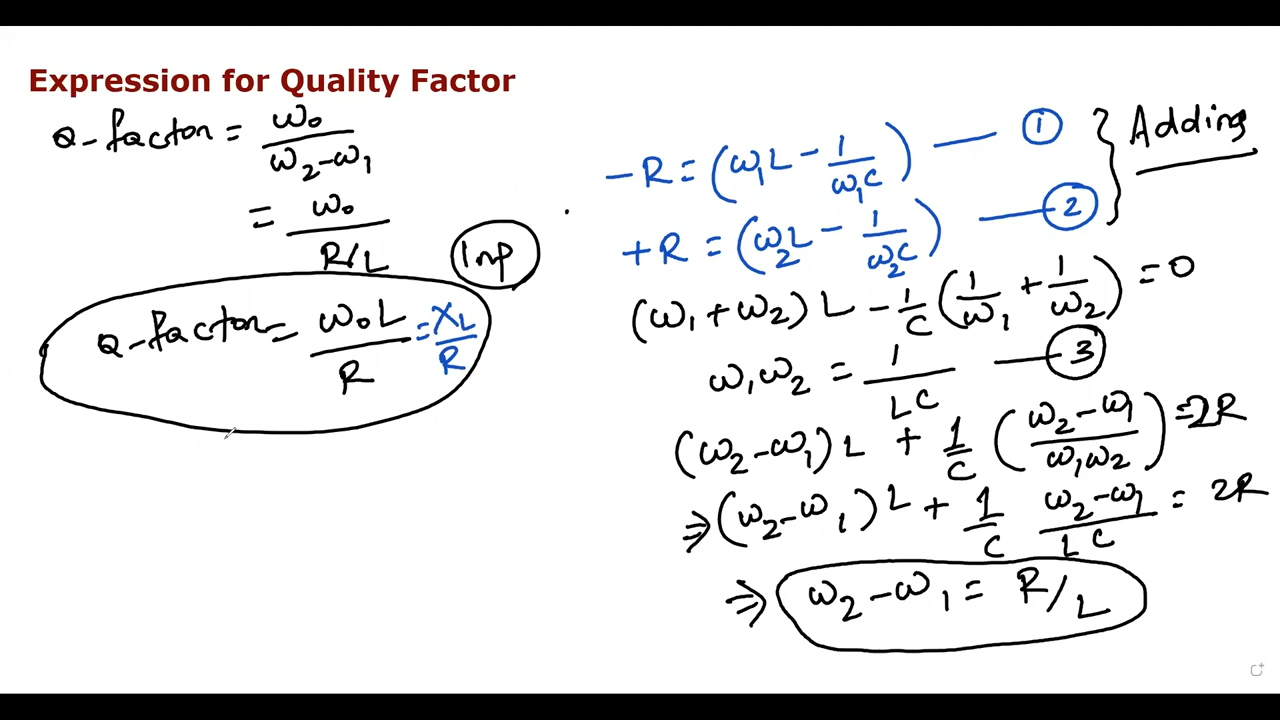 Expression for Quality Factor
Q-factor = ω₀/(ω₂-ω₁)
= ω₀/(R/L)
Imp
Q-factor = ω₀L/R = X_L/R
-R = (ω₁L - 1/(ω₁C)) — ①
+R = (ω₂L - 1/(ω₂C)) — ②
} Adding
(ω₁+ω₂)L - 1/C (1/ω₁ + 1/ω₂) = 0
ω₁ω₂ = 1/(LC) — ③
(ω₂-ω₁)L + 1/C ((ω₂-ω₁)/(ω₁ω₂)) = 2R
⇒ (ω₂-ω₁)L + 1/C (ω₂-ω₁)/(LC) = 2R
⇒ ω₂-ω₁ = R/L